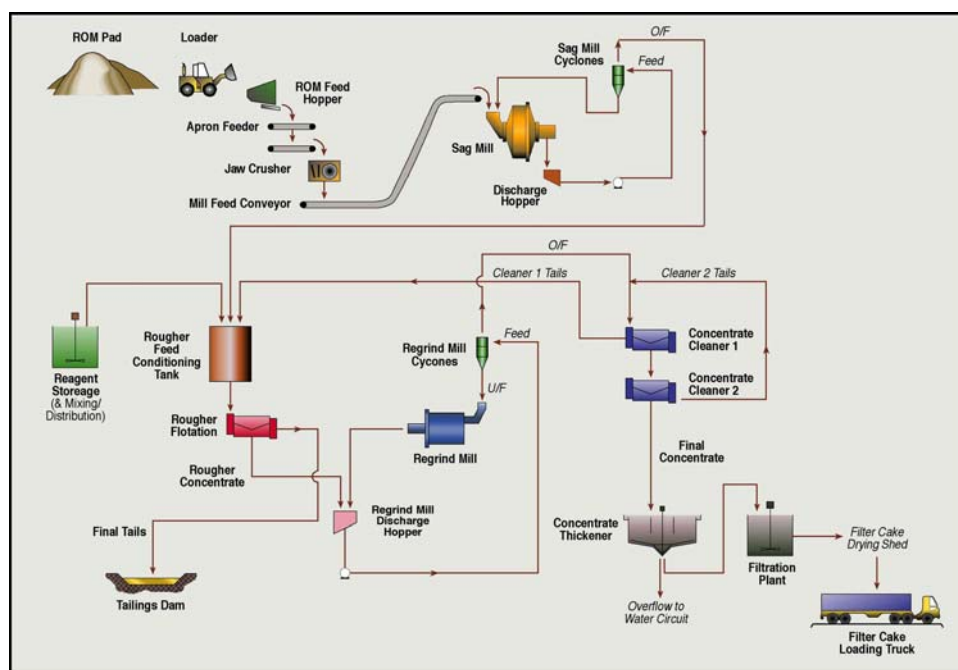 ROM Pad
Loader
ROM Feed
Hopper
Apron Feeder
Jaw Crusher
Mill Feed Conveyor
Sag Mill
Sag Mill
Cyclones
O/F
Feed
Discharge
Hopper
O/F
Cleaner 1 Tails
Cleaner 2 Tails
Reagent
Storeage
(& Mixing/
Distribution)
Rougher
Feed
Conditioning
Tank
Regrind Mill
Cycones
Feed
U/F
Concentrate
Cleaner 1
Concentrate
Cleaner 2
Rougher
Flotation
Regrind Mill
Rougher
Concentrate
Final
Concentrate
Regrind Mill
Discharge
Hopper
Final Tails
Tailings Dam
Concentrate
Thickener
Overflow to
Water Circuit
Filtration
Plant
Filter Cake
Drying Shed
Filter Cake
Loading Truck